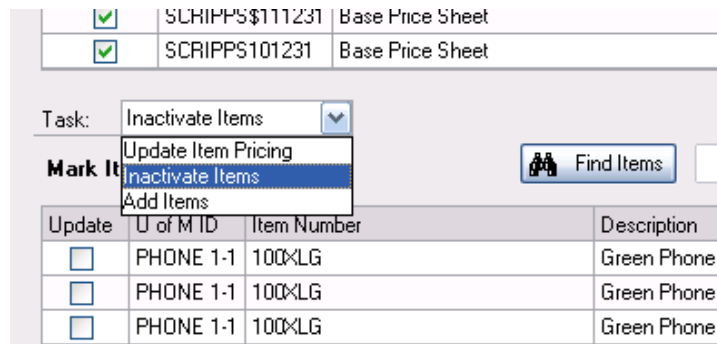 SCRIPPS$111231 Base Price Sheet
SCRIPPS101231 Base Price Sheet
Task: Inactivate Items
Update Item Pricing
Mark It Inactivate Items Find Items
Add Items
Update U of M ID Item Number Description
PHONE 1-1 100XLG Green Phone
PHONE 1-1 100XLG Green Phone
PHONE 1-1 100XLG Green Phone